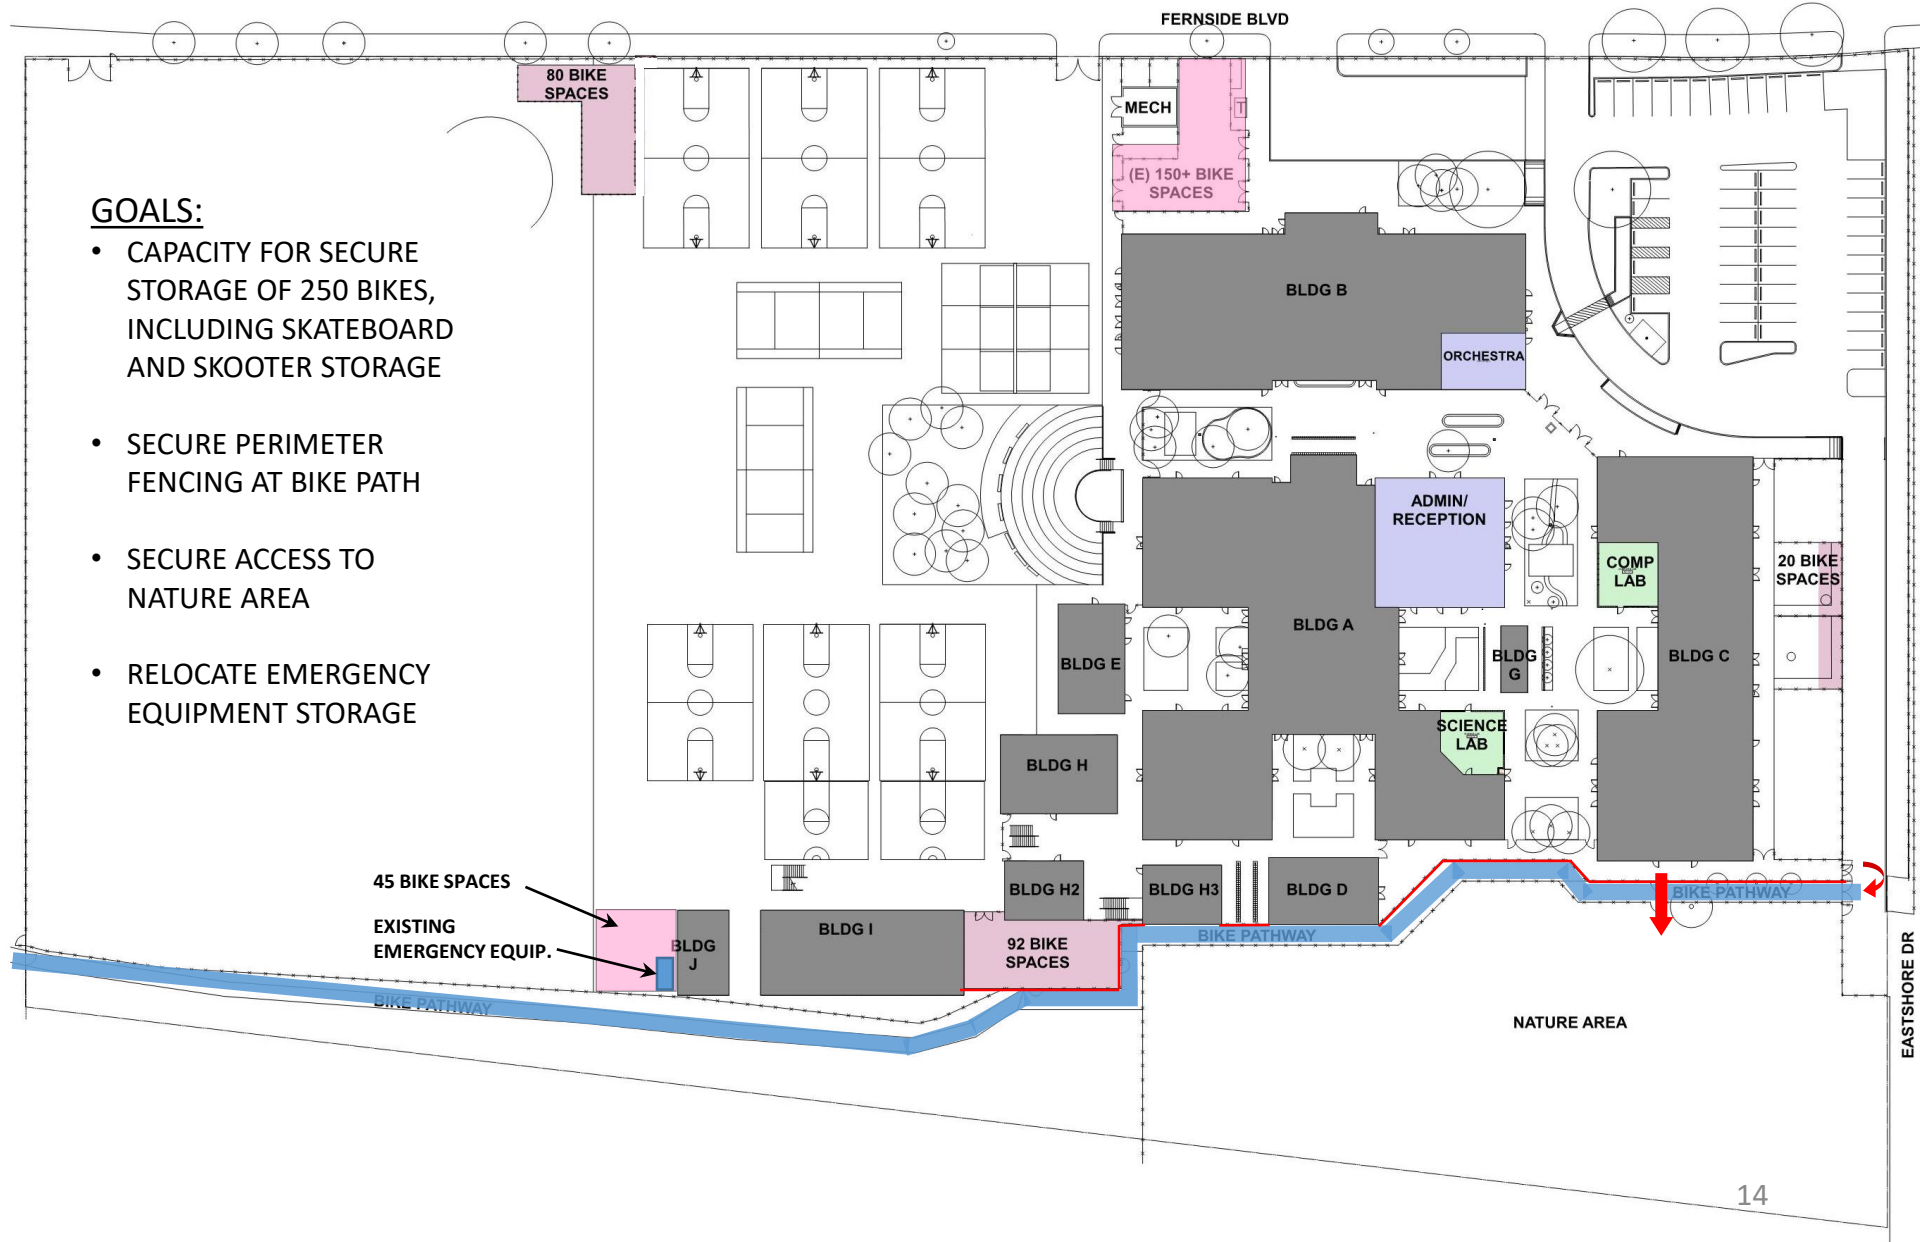 FERNSIDE BLVD
80 BIKE
SPACES
MECH
T
(E) 150+ BIKE
SPACES
GOALS:
• CAPACITY FOR SECURE
STORAGE OF 250 BIKES,
INCLUDING SKATEBOARD
AND SKOOTER STORAGE
• SECURE PERIMETER
FENCING AT BIKE PATH
• SECURE ACCESS TO
NATURE AREA
• RELOCATE EMERGENCY
EQUIPMENT STORAGE
BLDG B
ORCHESTRA
ADMIN/
RECEPTION
COMP
LAB
20 BIKE
SPACES
BLDG A
BLDG E
BLDG
G
BLDG C
SCIENCE
LAB
BLDG H
45 BIKE SPACES
EXISTING
EMERGENCY EQUIP.
BLDG
J
BLDG I
BLDG H2
BLDG H3
BLDG D
92 BIKE
SPACES
BIKE PATHWAY
BIKE PATHWAY
BIKE PATHWAY
NATURE AREA
EASTSHORE DR
14